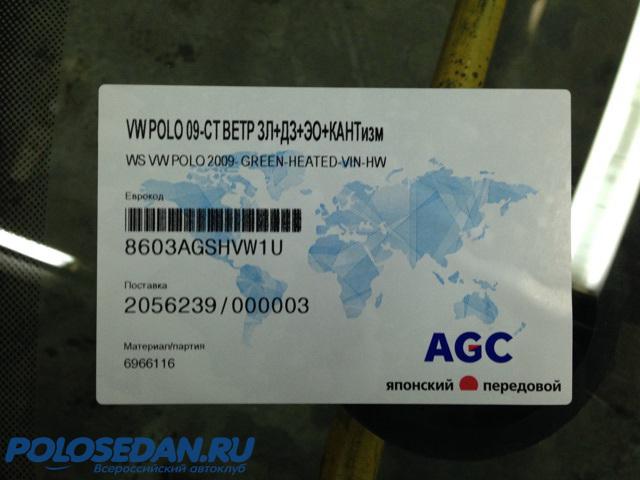 VW POLO 09-СТ ВЕТР ЗЛ+ДЗ+ЭО+КАНТизм
WS VW POLO 2009- GREEN-HEATED-VIN-HW
Еврокод
8603AGSHVW1U
Поставка
2056239/000003
Материал/партия
6966116
AGC
японский передовой
POLOSEDAN.RU
Всероссийский автоклуб